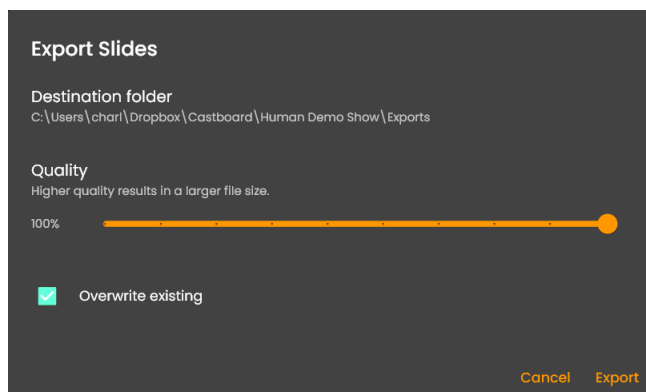 Export Slides
Destination folder
C:\Users\charl\Dropbox\Castboard\Human Demo Show\Exports
Quality
Higher quality results in a larger file size.
100%
Overwrite existing
Cancel Export